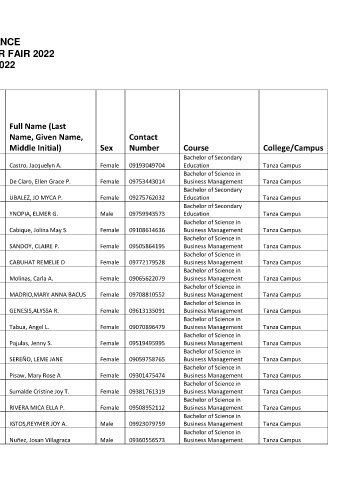 NCE
R FAIR 2022
022
Full Name (Last Name, Given Name, Middle Initial) Sex Contact Number Course College/Campus
Castro, Jacquelyn A. Female 09193049704 Bachelor of Secondary Education Tanza Campus
De Claro, Ellen Grace P. Female 09753443014 Bachelor of Science in Business Management Tanza Campus
UBALEZ, JO MYCA P. Female 09275762032 Bachelor of Secondary Education Tanza Campus
YNOPIA, ELMER G. Male 09759943573 Bachelor of Secondary Education Tanza Campus
Cabique, Jolina May S. Female 09108614636 Bachelor of Science in Business Management Tanza Campus
SANDOY, CLAIRE P. Female 09505864195 Bachelor of Science in Business Management Tanza Campus
CABUHAT REMELIE D Female 09772179528 Bachelor of Science in Business Management Tanza Campus
Molinas, Carla A. Female 09065622079 Bachelor of Science in Business Management Tanza Campus
MADRID,MARY ANNA BACUS Female 09708810552 Bachelor of Science in Business Management Tanza Campus
GENESIS,ALYSSA R. Female 09613135091 Bachelor of Science in Business Management Tanza Campus
Tabua, Angel L. Female 09070896479 Bachelor of Science in Business Management Tanza Campus
Pajulas, Jenny S. Female 09519495995 Bachelor of Science in Business Management Tanza Campus
SEREÑO, LEME JANE Female 09059758765 Bachelor of Science in Business Management Tanza Campus
Pisaw, Mary Rose A Female 09301475474 Bachelor of Science in Business Management Tanza Campus
Sumalde Cristine Joy T. Female 09381761319 Bachelor of Science in Business Management Tanza Campus
RIVERA MICA ELLA P. Female 09508952112 Bachelor of Science in Business Management Tanza Campus
IGTOS,REYMER JOY A. Male 09923079759 Bachelor of Science in Business Management Tanza Campus
Nuñez, Josan Villagraca Male 09360556573 Bachelor of Science in Business Management Tanza Campus